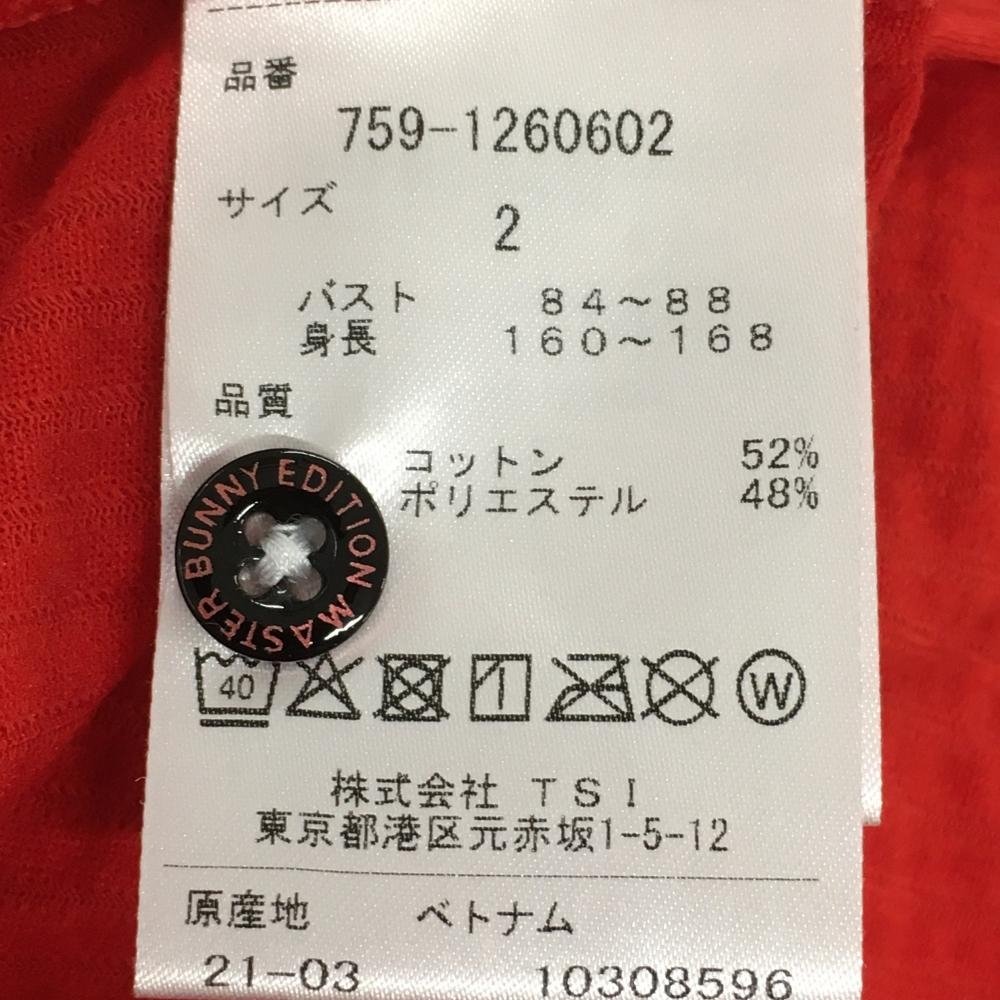 品番
759-1260602
サイズ
2
バスト 84~88
身長 160~168
品質
コットン 52%
ポリエステル 48%
MASTER BUNNY EDITION
40
W
株式会社 TSI
東京都港区元赤坂1-5-12
原産地 ベトナム
21-03 10308596